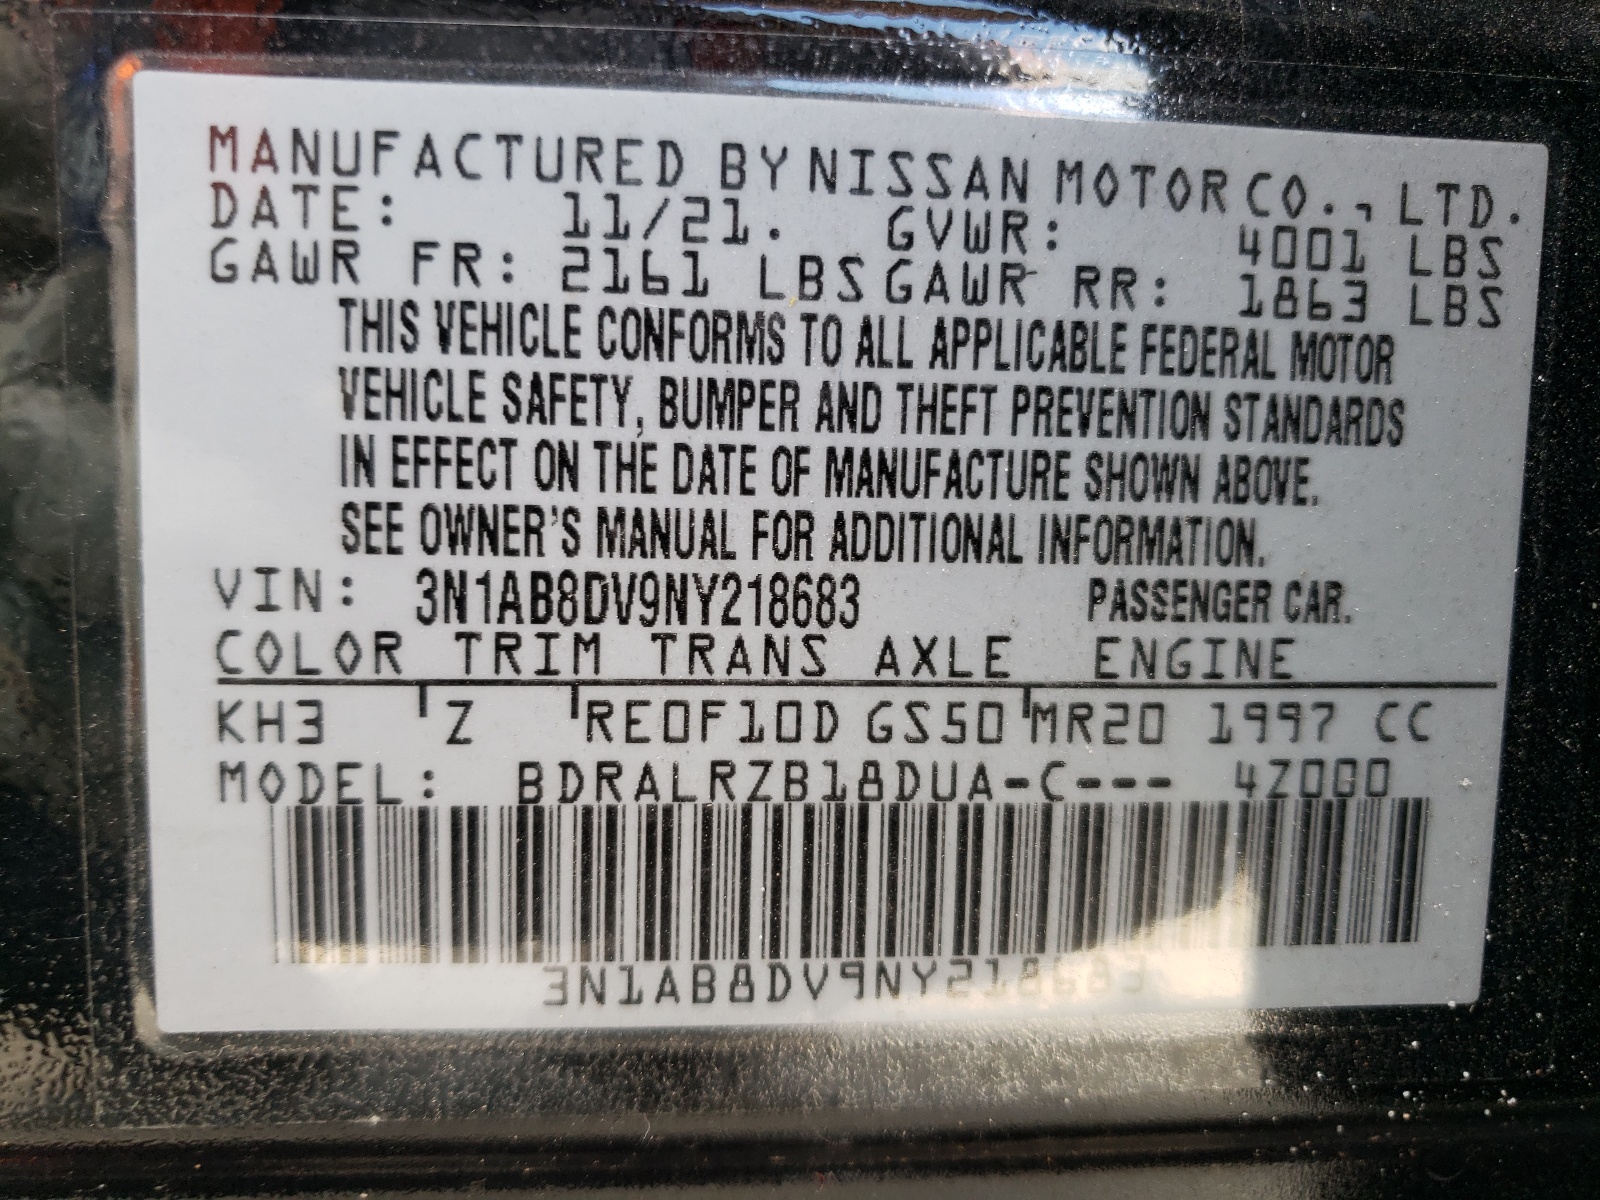 MANUFACTURED BY NISSAN MOTOR CO., LTD.
DATE: 11/21. GVWR: 4001 LBS
GAWR FR: 2161 LBS GAWR RR: 1863 LBS
THIS VEHICLE CONFORMS TO ALL APPLICABLE FEDERAL MOTOR
VEHICLE SAFETY, BUMPER AND THEFT PREVENTION STANDARDS
IN EFFECT ON THE DATE OF MANUFACTURE SHOWN ABOVE.
SEE OWNER'S MANUAL FOR ADDITIONAL INFORMATION.
VIN: 3N1AB8DV9NY218683 PASSENGER CAR.
COLOR TRIM TRANS AXLE ENGINE
KH3 Z RE0F10D GS50 MR20 1997 CC
MODEL: BDRALRZB18DUA-C--- 4Z0G0
3N1AB8DV9NY218683